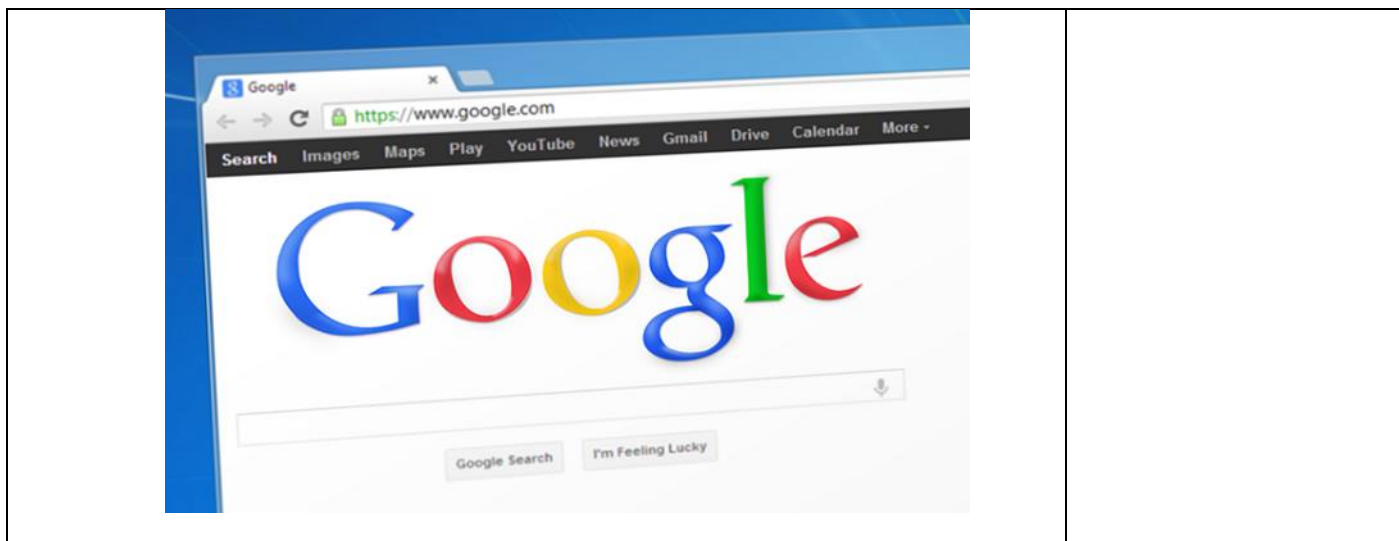 Google
https://www.google.com
Search Images Maps Play YouTube News Gmail Drive Calendar More
Google
Google Search I'm Feeling Lucky